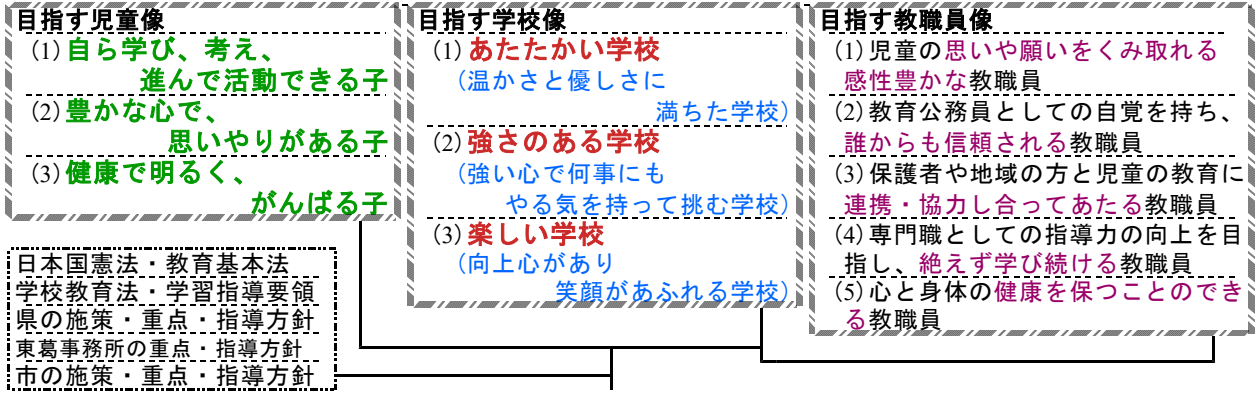 目指す児童像
(1)自ら学び、考え、
進んで活動できる子
(2)豊かな心で、
思いやりがある子
(3)健康で明るく、
がんばる子
目指す学校像
(1)あたたかい学校
(温かさと優しさに
満ちた学校)
(2)強さのある学校
(強い心で何事にも
やる気を持って挑む学校)
(3)楽しい学校
(向上心があり
笑顔があふれる学校)
目指す教職員像
(1)児童の思いや願いをくみ取れる
感性豊かな教職員
(2)教育公務員としての自覚を持ち、
誰からも信頼される教職員
(3)保護者や地域の方と児童の教育に
連携・協力し合ってあたる教職員
(4)専門職としての指導力の向上を目
指し、絶えず学び続ける教職員
(5)心と身体の健康を保つことのでき
る教職員
日本国憲法・教育基本法
学校教育法・学習指導要領
県の施策・重点・指導方針
東葛事務所の重点・指導方針
市の施策・重点・指導方針